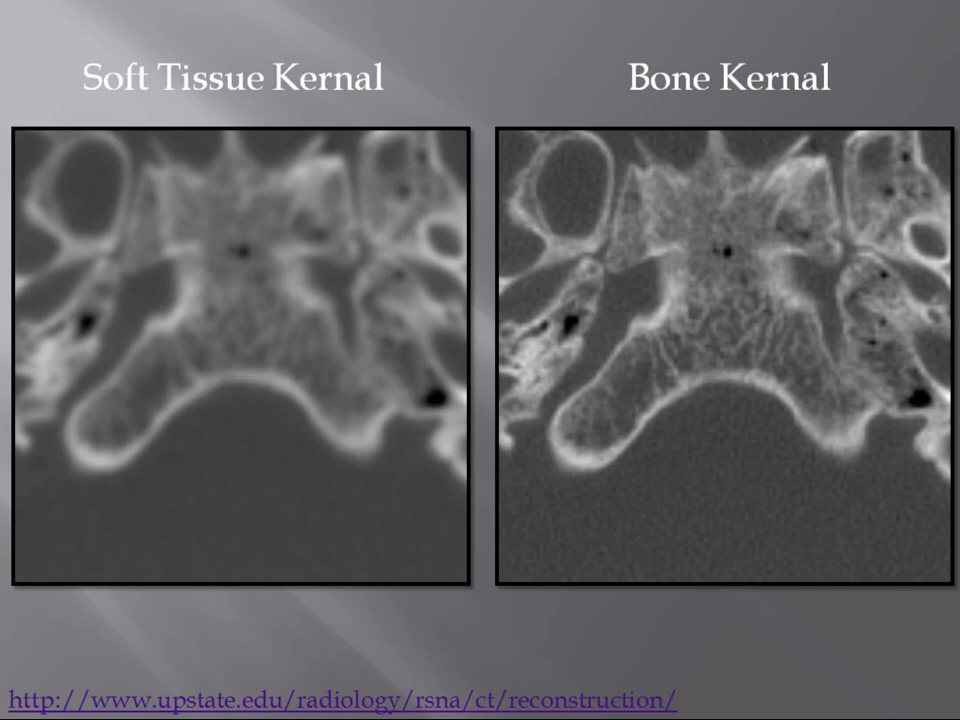 Soft Tissue Kernal
Bone Kernal
http://www.upstate.edu/radiology/rsna/ct/reconstruction/